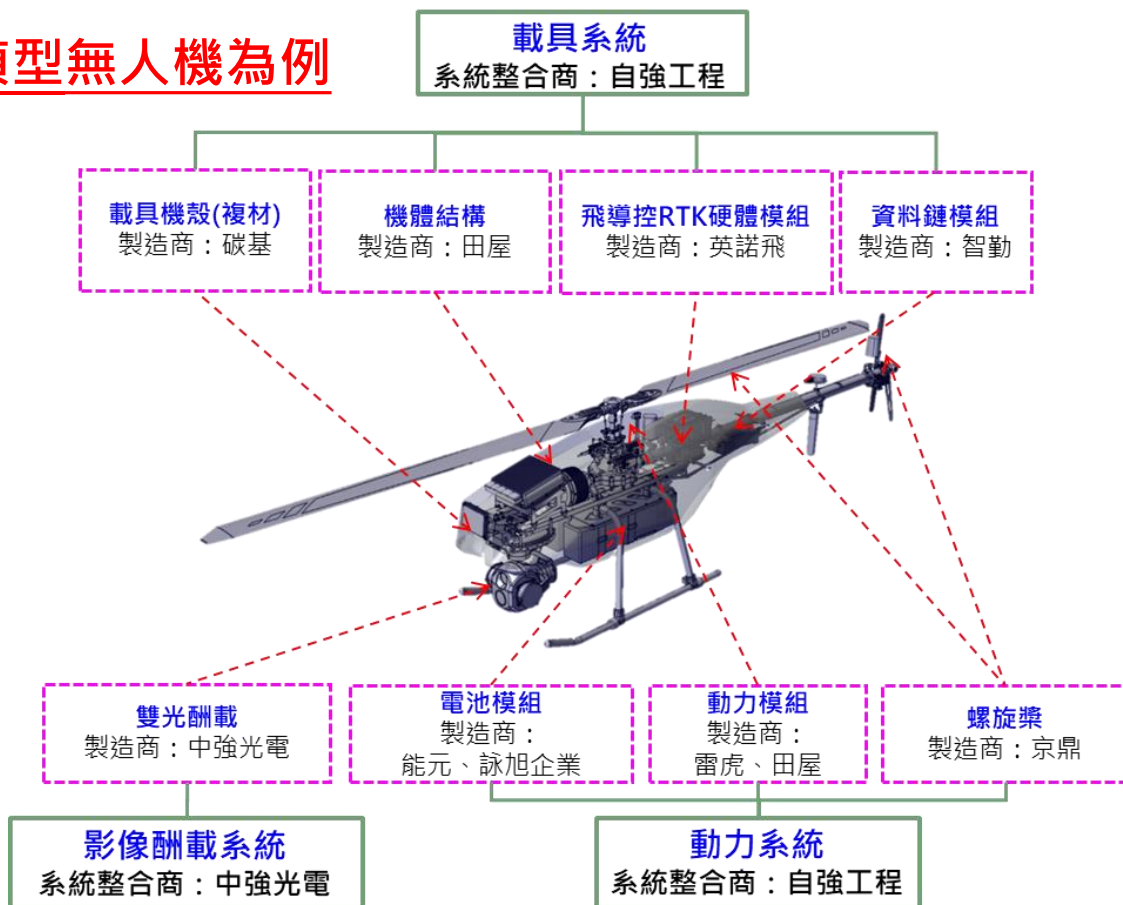 型無人機為例
載具系統
系統整合商：自強工程
載具機殼(複材)
製造商：碳基
機體結構
製造商：田屋
飛導控RTK硬體模組
製造商：英諾飛
資料鏈模組
製造商：智勤
雙光酬載
製造商：中強光電
電池模組
製造商：
能元、詠旭企業
動力模組
製造商：
雷虎、田屋
螺旋槳
製造商：京鼎
影像酬載系統
系統整合商：中強光電
動力系統
系統整合商：自強工程